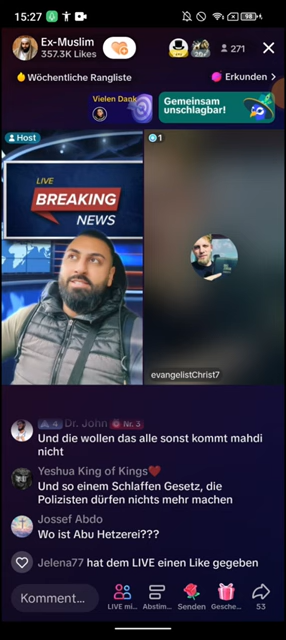 15:27
98
Ex-Muslim
357.3K Likes
271
Wöchentliche Rangliste
Erkunden >
Vielen Dank
Gemeinsam
unschlagbar!
Host
1
LIVE
BREAKING
NEWS
evangelistChrist7
4 Dr. John Nr. 3
Und die wollen das alle sonst kommt mahdi
nicht
Yeshua King of Kings❤️
Und so einem Schlaffen Gesetz, die
Polizisten dürfen nichts mehr machen
Jossef Abdo
Wo ist Abu Hetzerei???
Jelena77 hat dem LIVE einen Like gegeben
Komment...
LIVE mi...
Abstim...
Senden
Gesche...
53